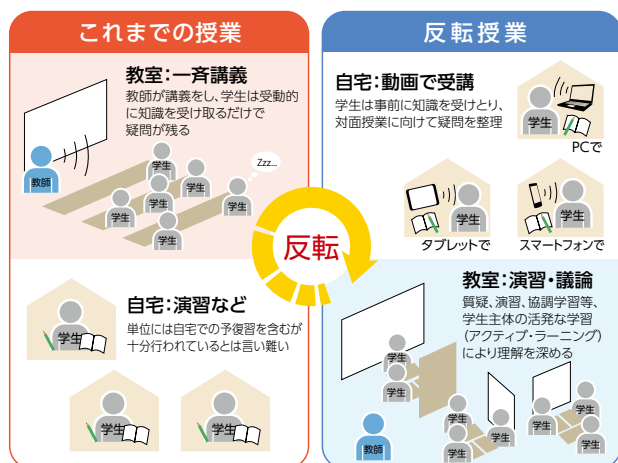 これまでの授業
教室:一斉講義
教師が講義をし、学生は受動的
に知識を受け取るだけで
疑問が残る
教師
学生
学生
学生
学生
学生
学生
Zzz...
自宅:演習など
単位には自宅での予復習を含むが
十分行われているとは言い難い
学生
学生
学生
反転
反転授業
自宅:動画で受講
学生は事前に知識を受けとり、
対面授業に向けて疑問を整理
学生
PCで
学生
タブレットで
学生
スマートフォンで
教室:演習・議論
質疑、演習、協調学習等、
学生主体の活発な学習
(アクティブ・ラーニング)
により理解を深める
学生
学生
学生
学生
学生
学生
学生
学生
教師